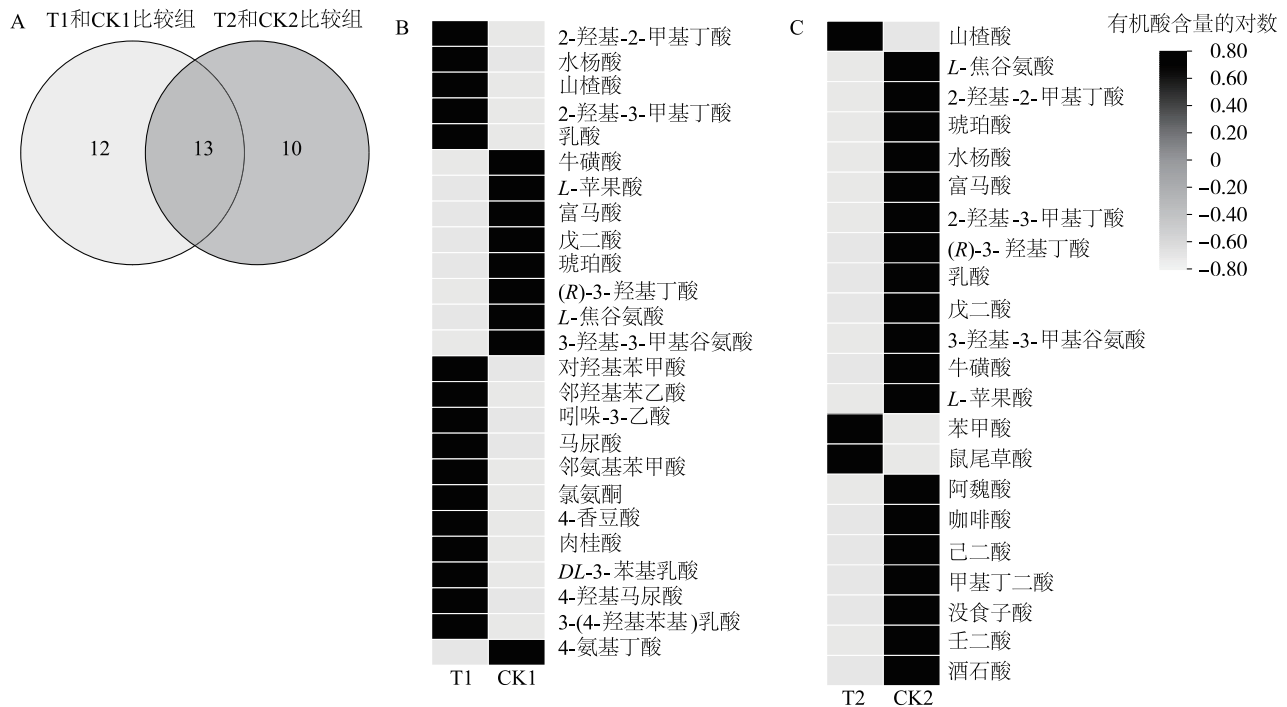 A
T1和CK1比较组
T2和CK2比较组
12
13
10
B
2-羟基-2-甲基丁酸
水杨酸
山楂酸
2-羟基-3-甲基丁酸
乳酸
牛磺酸
L-苹果酸
富马酸
戊二酸
琥珀酸
(R)-3-羟基丁酸
L-焦谷氨酸
3-羟基-3-甲基谷氨酸
对羟基苯甲酸
邻羟基苯乙酸
吲哚-3-乙酸
马尿酸
邻氨基苯甲酸
氯氨酮
4-香豆酸
肉桂酸
DL-3-苯基乳酸
4-羟基马尿酸
3-(4-羟基苯基)乳酸
4-氨基丁酸
T1 CK1
C
山楂酸
L-焦谷氨酸
2-羟基-2-甲基丁酸
琥珀酸
水杨酸
富马酸
2-羟基-3-甲基丁酸
(R)-3-羟基丁酸
乳酸
戊二酸
3-羟基-3-甲基谷氨酸
牛磺酸
L-苹果酸
苯甲酸
鼠尾草酸
阿魏酸
咖啡酸
己二酸
甲基丁二酸
没食子酸
壬二酸
酒石酸
T2 CK2
有机酸含量的对数
0.80
0.60
0.40
0.20
0
-0.20
-0.40
-0.60
-0.80